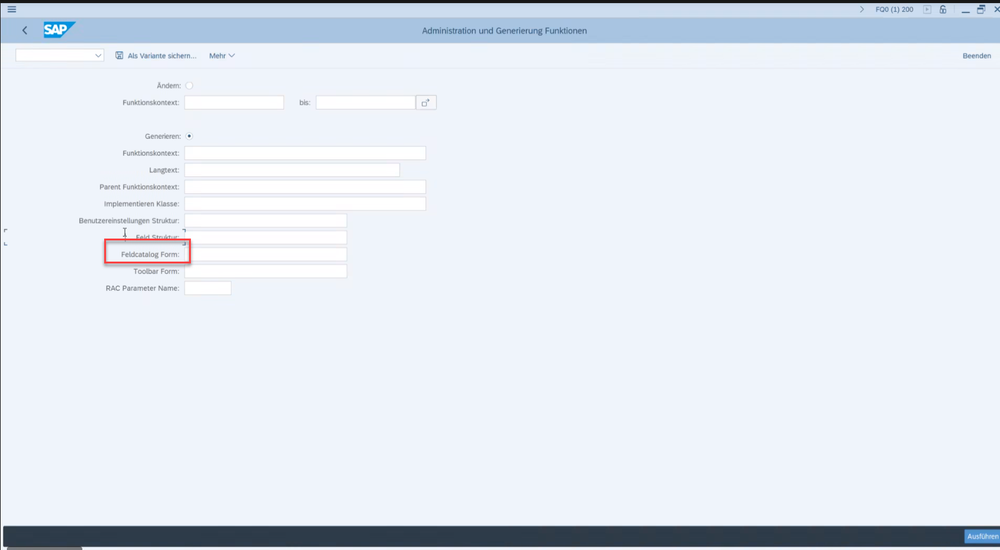 FQ0 (1) 200
SAP
Administration und Generierung Funktionen
Als Variante sichern...
Mehr
Beenden
Ändern:
Funktionskontext:
bis:
Generieren:
Funktionskontext:
Langtext:
Parent Funktionskontext:
Implementieren Klasse:
Benutzereinstellungen Struktur:
Feld Struktur:
Feldcatalog Form:
Toolbar Form:
RAC Parameter Name:
Ausführen